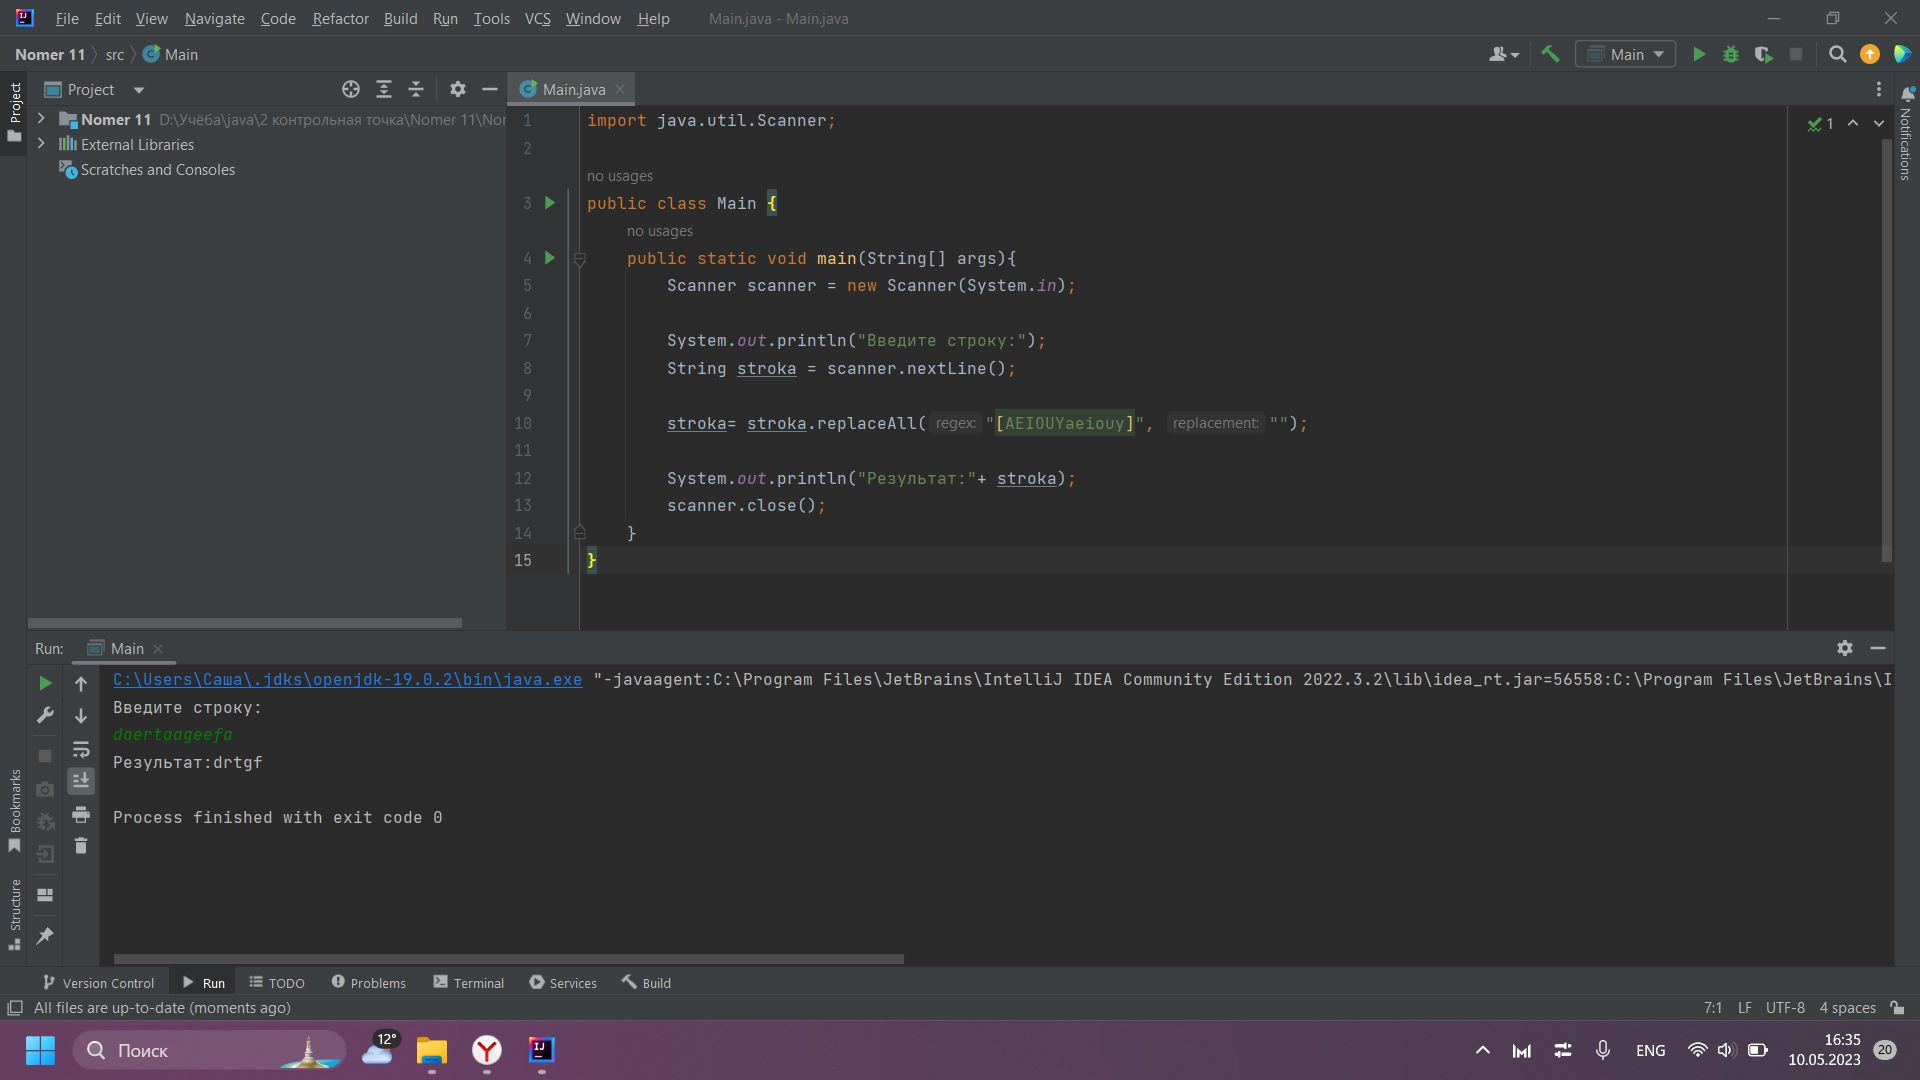 File Edit View Navigate Code Refactor Build Run Tools VCS Window Help Main.java - Main.java
Nomer 11 src Main
Main
Project
Main.java
Project
Nomer 11 D:\Учёба\java\2 контрольная точка\Nomer 11\Nor
External Libraries
Scratches and Consoles
Notifications
1 import java.util.Scanner;
1
2
no usages
3 public class Main {
no usages
4 public static void main(String[] args){
5 Scanner scanner = new Scanner(System.in);
6
7 System.out.println("Введите строку:");
8 String stroka = scanner.nextLine();
9
10 stroka= stroka.replaceAll( regex: "[AEIOUYaeiouy]", replacement: "");
11
12 System.out.println("Результат:"+ stroka);
13 scanner.close();
14 }
15 }
Run: Main
C:\Users\Саша\.jdks\openjdk-19.0.2\bin\java.exe "-javaagent:C:\Program Files\JetBrains\IntelliJ IDEA Community Edition 2022.3.2\lib\idea_rt.jar=56558:C:\Program Files\JetBrains\I
Введите строку:
daertaageefa
Результат:drtgf
Process finished with exit code 0
Bookmarks
Structure
Version Control Run TODO Problems Terminal Services Build
All files are up-to-date (moments ago) 7:1 LF UTF-8 4 spaces
Поиск 12° ENG 16:35
10.05.2023 20